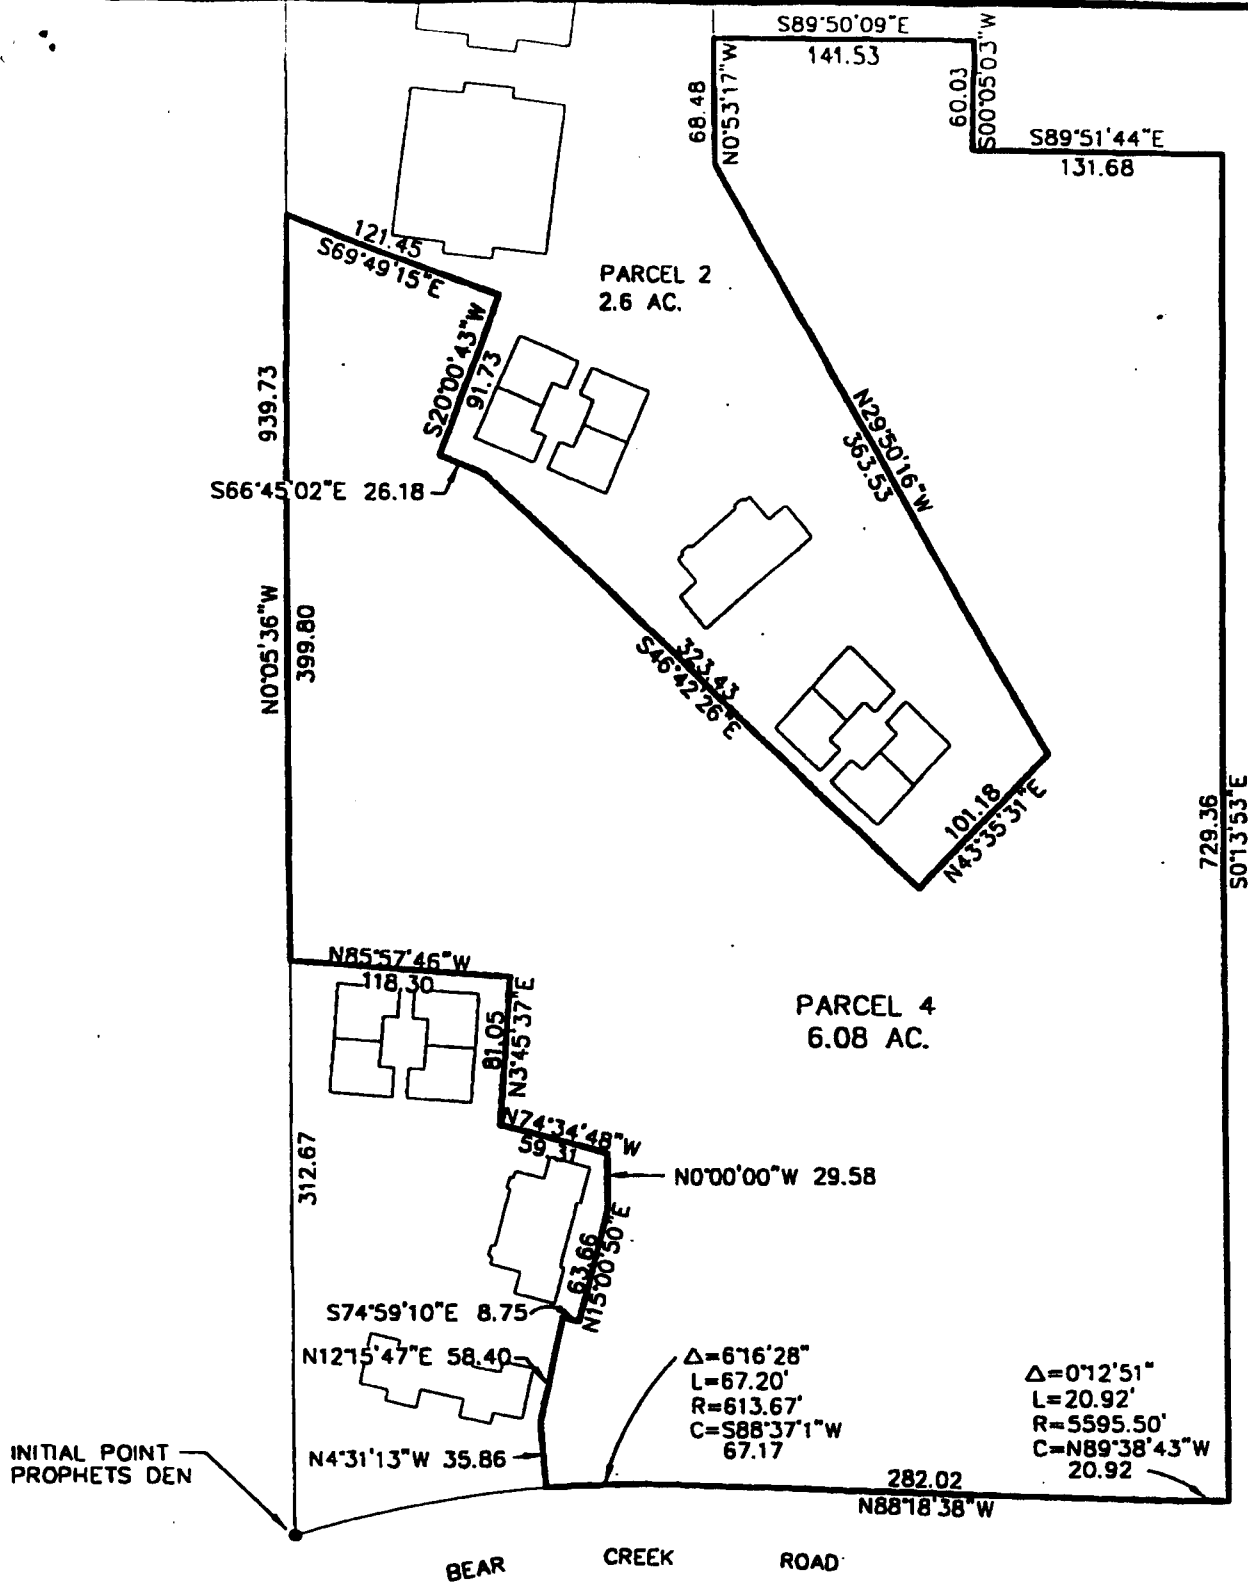 S89°50'09"E
141.53
68.48
N0°53'17"W
60.03
S00°05'03"W
S89°51'44"E
131.68
121.45
S69°49'15"E
PARCEL 2
2.6 AC.
S20°00'43"W
91.73
939.73
S66°45'02"E 26.18
N29°50'16"W
363.53
N0°05'36"W
399.80
323.43
S46°42'26"E
101.18
N43°35'31"E
729.36
S0°13'53"E
N85°57'46"W
118.30
81.05
N3°45'37"E
PARCEL 4
6.08 AC.
N74°34'48"W
59.31
312.67
N0°00'00"W 29.58
63.66
N15°00'50"E
S74°59'10"E 8.75
N12°15'47"E 58.40
Δ=6°16'28"
L=67.20'
R=613.67'
C=S88°37'1"W
67.17
Δ=0°12'51"
L=20.92'
R=5595.50'
C=N89°38'43"W
20.92
INITIAL POINT
PROPHETS DEN
N4°31'13"W 35.86
282.02
N88°18'38"W
BEAR CREEK ROAD